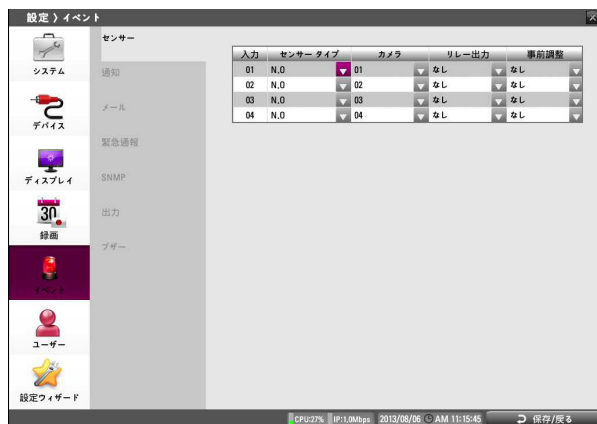 設定 〉イベント
システム
デバイス
ディスプレイ
30
録画
イベント
ユーザー
設定ウィザード
センサー
通知
メール
緊急通報
SNMP
出力
ブザー
入力 センサー タイプ カメラ リレー出力 事前調整
01 N.O 01 なし なし
02 N.O 02 なし なし
03 N.O 03 なし なし
04 N.O 04 なし なし
CPU:27% IP:1,0Mbps 2013/08/06 AM 11:15:45 保存/戻る